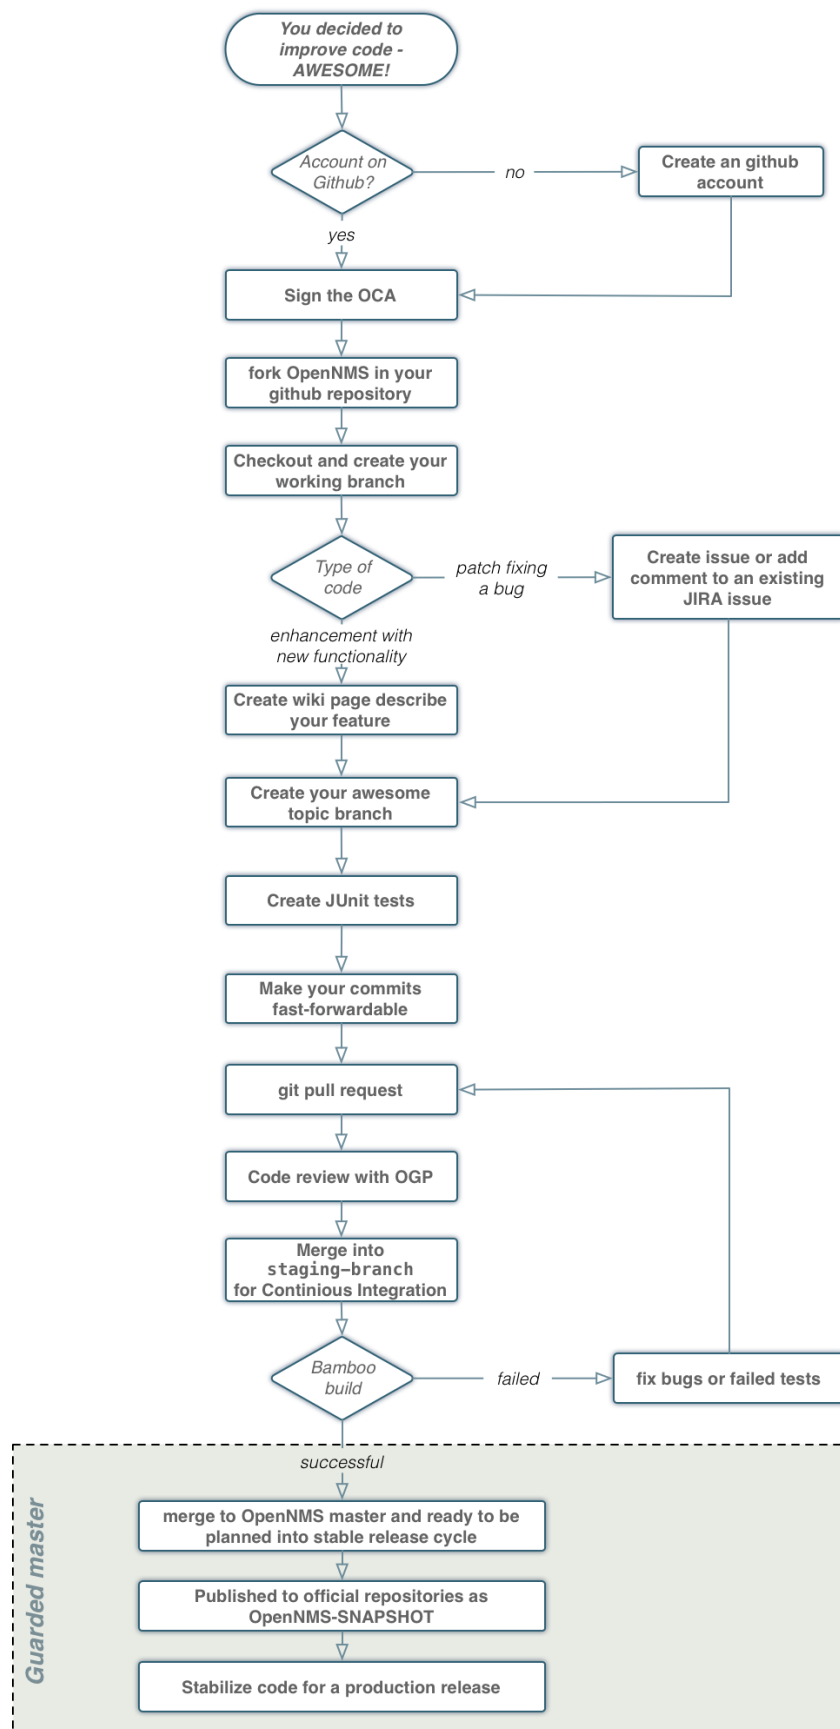 You decided to
improve code -
AWESOME!
Account on
Github?
no
Create an github
account
yes
Sign the OCA
fork OpenNMS in your
github repository
Checkout and create your
working branch
Type of
code
patch fixing
a bug
Create issue or add
comment to an existing
JIRA issue
enhancement with
new functionality
Create wiki page describe
your feature
Create your awesome
topic branch
Create JUnit tests
Make your commits
fast-forwardable
git pull request
Code review with OGP
Merge into
staging-branch
for Continious Integration
Bamboo
build
failed
fix bugs or failed tests
successful
Guarded master
merge to OpenNMS master and ready to be
planned into stable release cycle
Published to official repositories as
OpenNMS-SNAPSHOT
Stabilize code for a production release